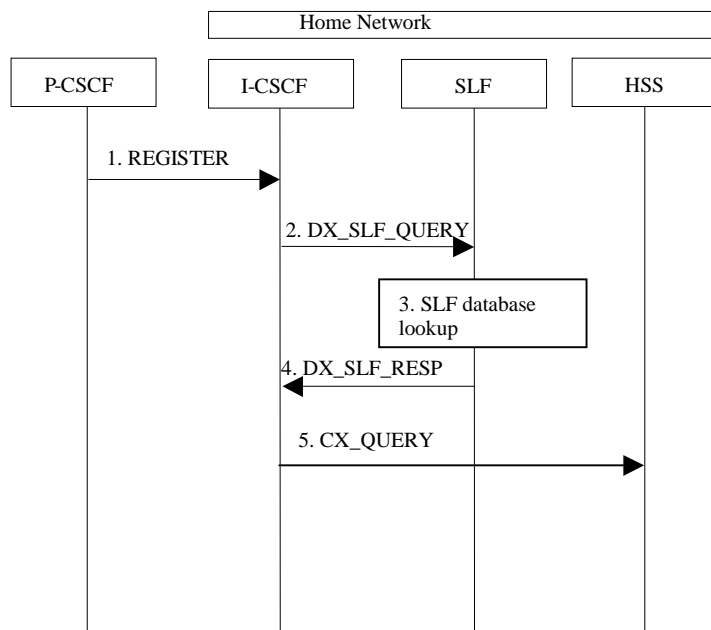 Home Network
P-CSCF
I-CSCF
SLF
HSS
1. REGISTER
2. DX_SLF_QUERY
3. SLF database
lookup
4. DX_SLF_RESP
5. CX_QUERY